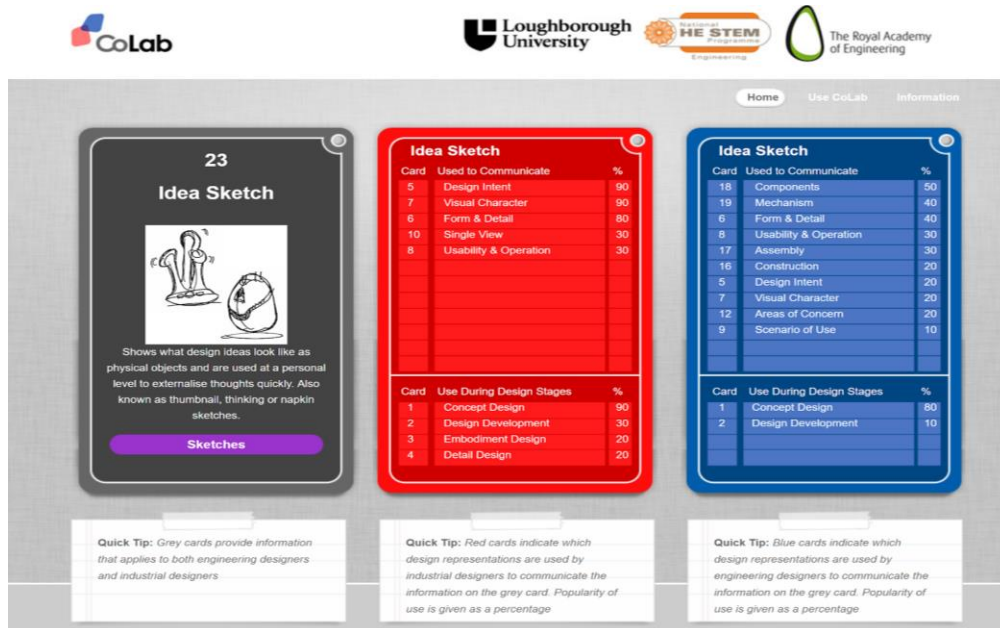 CoLab
Loughborough
University
National
HE STEM
Programme
Engineering
The Royal Academy
of Engineering
Home Use CoLab Information
23
Idea Sketch
Shows what design ideas look like as
physical objects and are used at a personal
level to externalise thoughts quickly. Also
known as thumbnail, thinking or napkin
sketches.
Sketches
Idea Sketch
Card Used to Communicate %
5 Design Intent 90
7 Visual Character 90
6 Form & Detail 80
10 Single View 30
8 Usability & Operation 30
Card Use During Design Stages %
1 Concept Design 90
2 Design Development 30
3 Embodiment Design 20
4 Detail Design 20
Idea Sketch
Card Used to Communicate %
18 Components 50
19 Mechanism 40
6 Form & Detail 40
8 Usability & Operation 30
17 Assembly 30
16 Construction 20
5 Design Intent 20
7 Visual Character 20
12 Areas of Concern 20
9 Scenario of Use 10
Card Use During Design Stages %
1 Concept Design 80
2 Design Development 10
Quick Tip: Grey cards provide information
that applies to both engineering designers
and industrial designers
Quick Tip: Red cards indicate which
design representations are used by
industrial designers to communicate the
information on the grey card. Popularity of
use is given as a percentage
Quick Tip: Blue cards indicate which
design representations are used by
engineering designers to communicate the
information on the grey card. Popularity of
use is given as a percentage